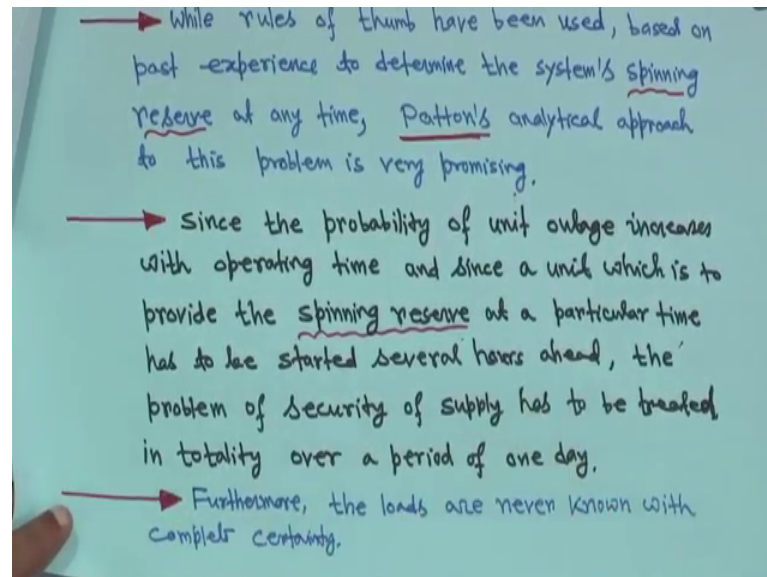 While rules of thumb have been used, based on
past experience to determine the system's spinning
reserve at any time, Patton's analytical approach
to this problem is very promising.
Since the probability of unit outage increases
with operating time and since a unit which is to
provide the spinning reserve at a particular time
has to be started several hours ahead, the
problem of security of supply has to be treated
in totality over a period of one day.
Furthermore, the loads are never known with
complete certainty.